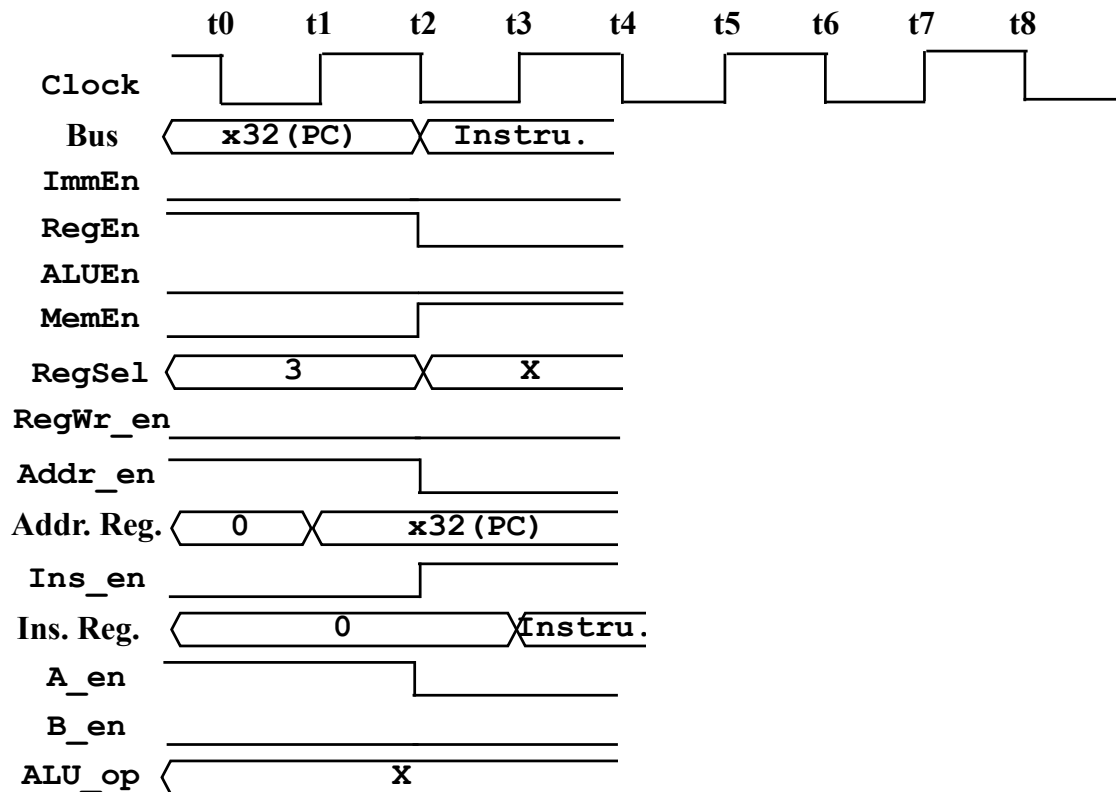 t0 t1 t2 t3 t4 t5 t6 t7 t8
Clock
Bus x32(PC) Instru.
ImmEn
RegEn
ALUEn
MemEn
RegSel 3 X
RegWr_en
Addr_en
Addr. Reg. 0 x32(PC)
Ins_en
Ins. Reg. 0 Instru.
A_en
B_en
ALU_op X